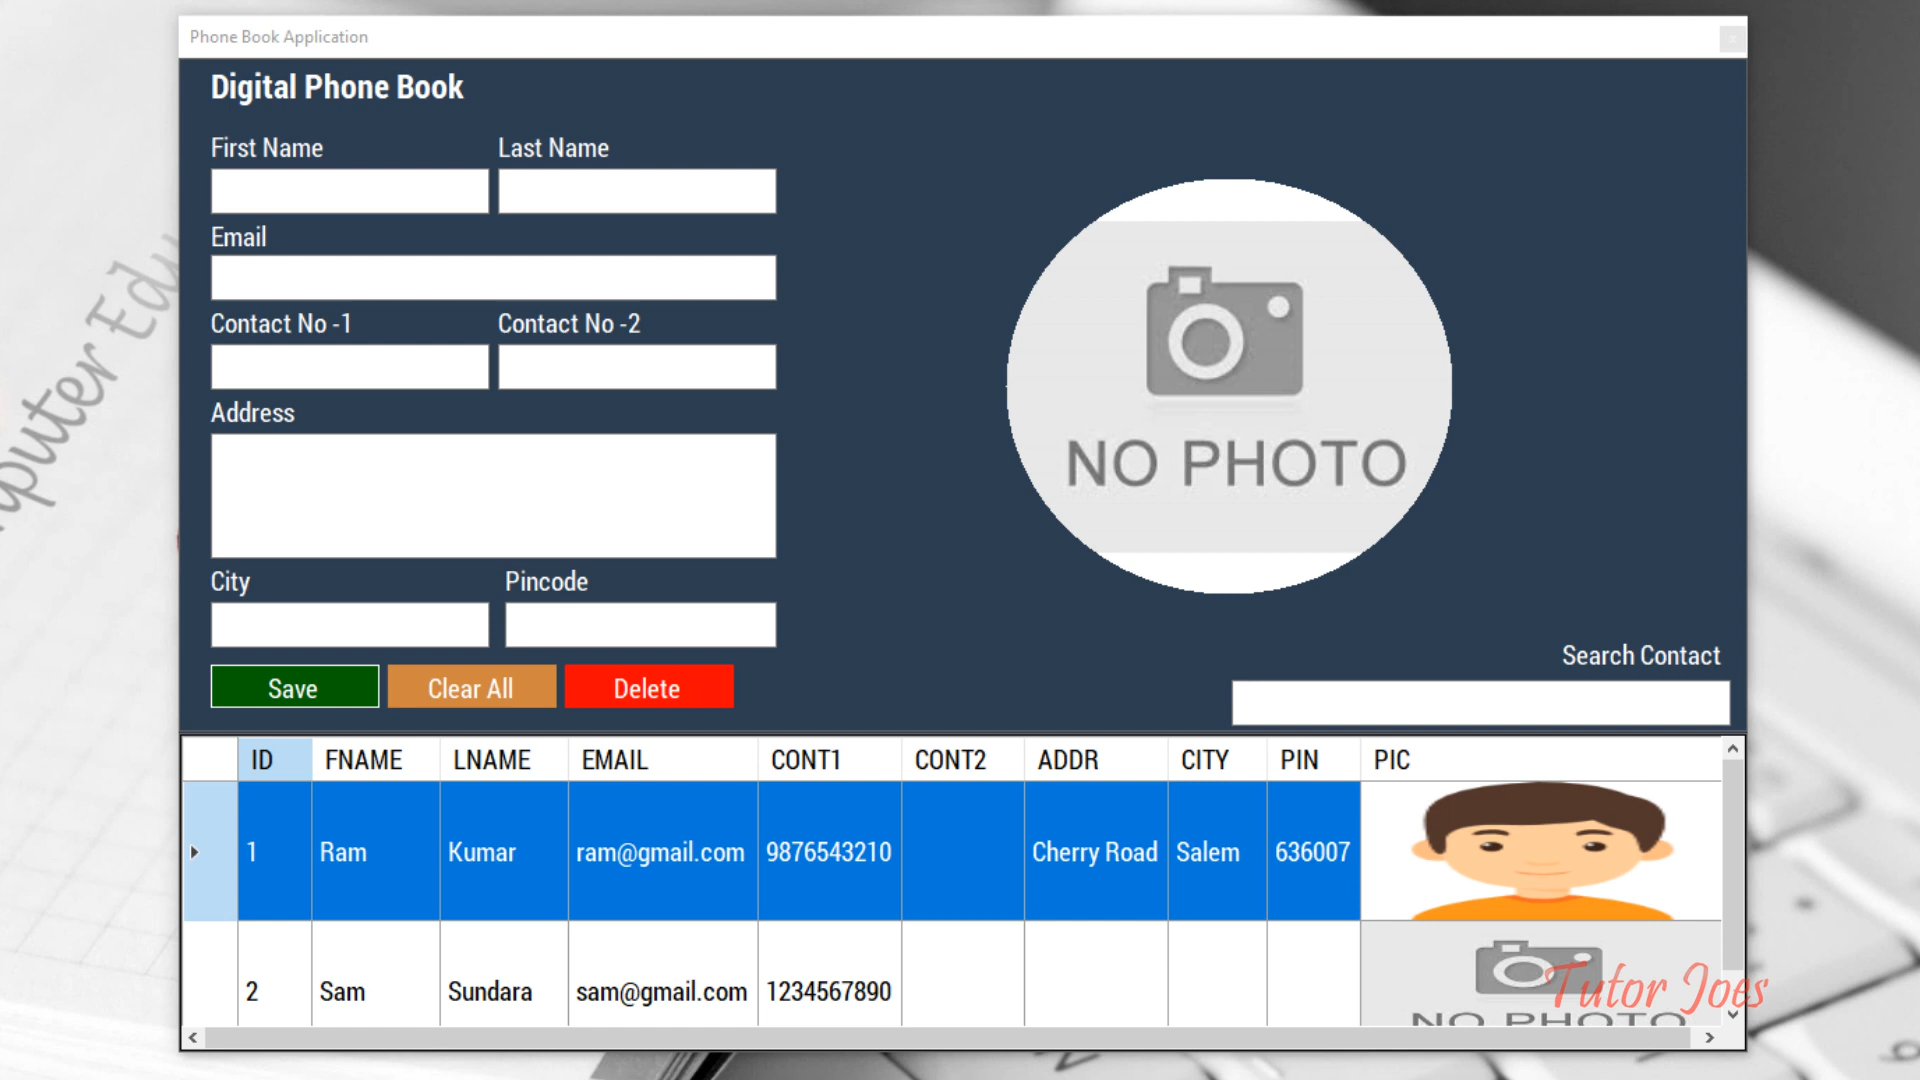 Phone Book Application
Digital Phone Book
First Name Last Name
Email
Contact No -1 Contact No -2
Address
City Pincode
NO PHOTO
Save Clear All Delete
Search Contact
ID FNAME LNAME EMAIL CONT1 CONT2 ADDR CITY PIN PIC
1 Ram Kumar ram@gmail.com 9876543210 Cherry Road Salem 636007
2 Sam Sundara sam@gmail.com 1234567890
NO PHOTO
Tutor Joes